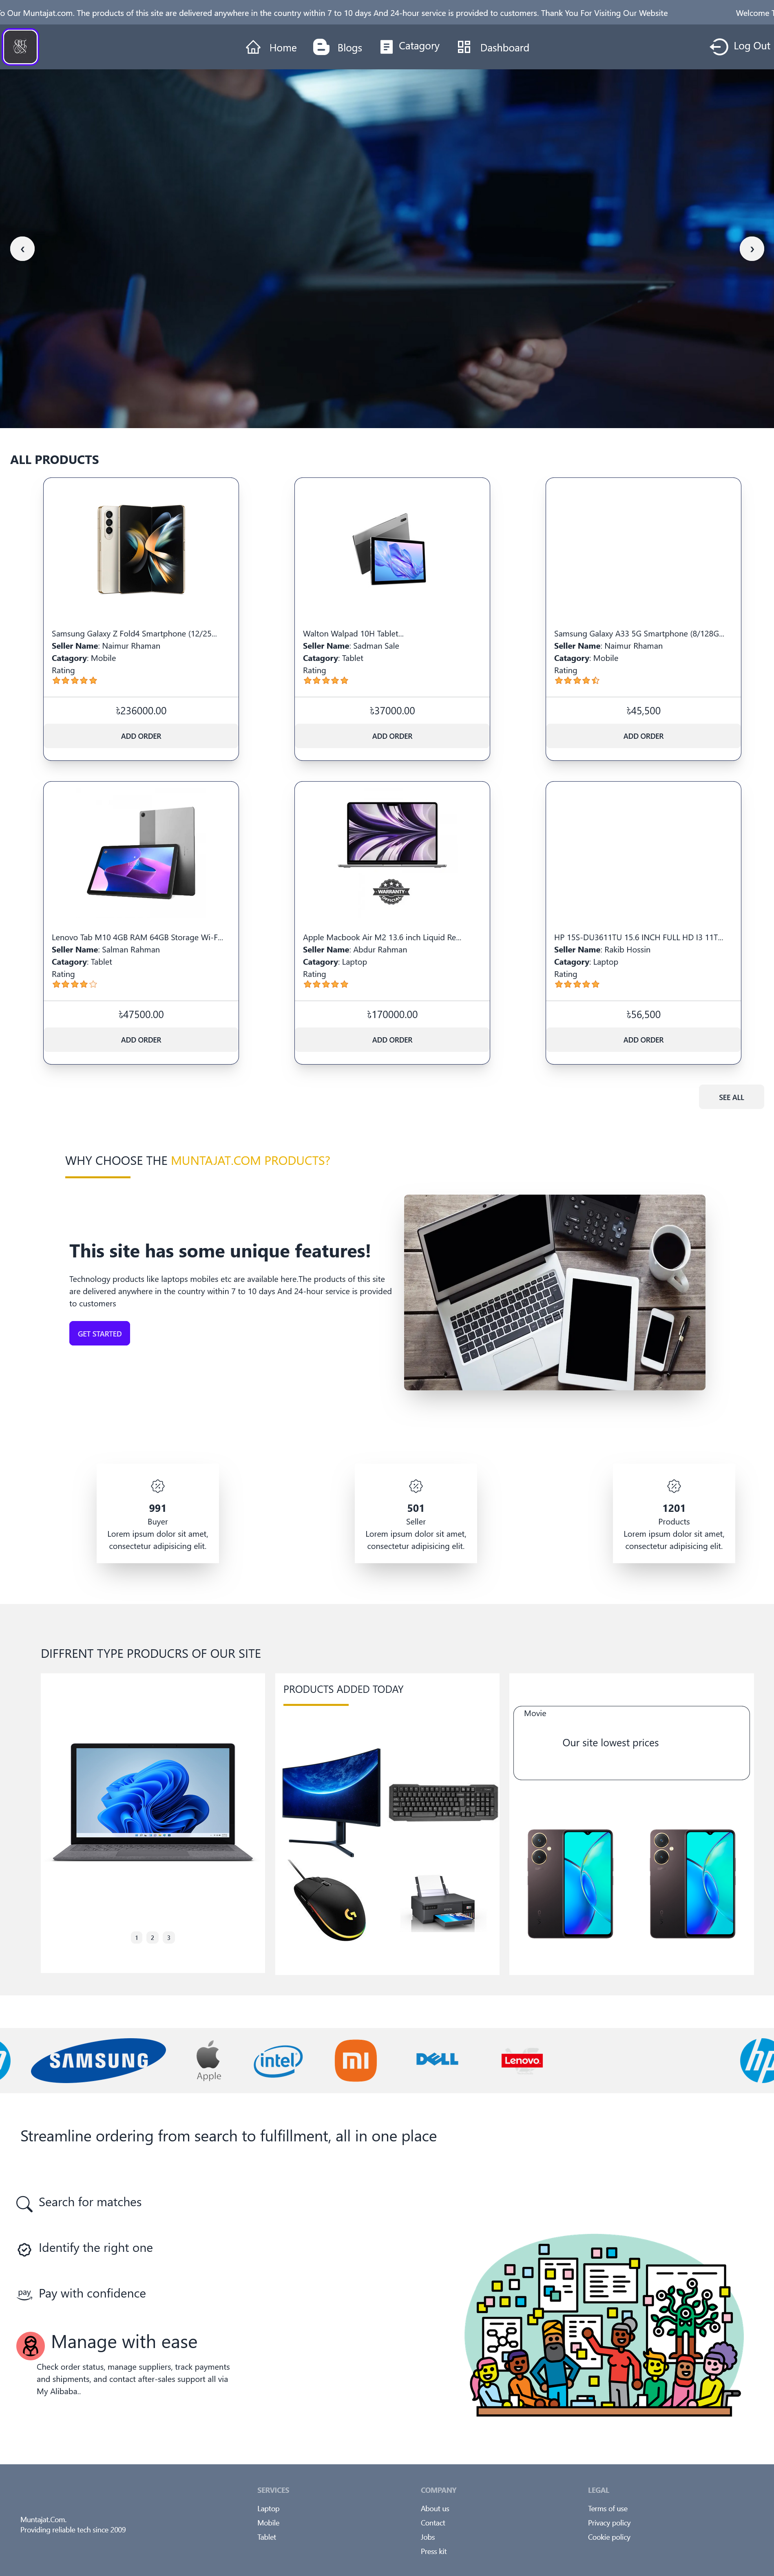 o Our Muntajat.com. The products of this site are delivered anywhere in the country within 7 to 10 days And 24-hour service is provided to customers. Thank You For Visiting Our Website
Welcome T
Home
Blogs
Catagory
Dashboard
Log Out
‹
›
ALL PRODUCTS
Samsung Galaxy Z Fold4 Smartphone (12/25...
Seller Name: Naimur Rhaman
Catagory: Mobile
Rating
৳236000.00
ADD ORDER
Walton Walpad 10H Tablet...
Seller Name: Sadman Sale
Catagory: Tablet
Rating
৳37000.00
ADD ORDER
Samsung Galaxy A33 5G Smartphone (8/128G...
Seller Name: Naimur Rhaman
Catagory: Mobile
Rating
৳45,500
ADD ORDER
Lenovo Tab M10 4GB RAM 64GB Storage Wi-F...
Seller Name: Salman Rahman
Catagory: Tablet
Rating
৳47500.00
ADD ORDER
WARRANTY
OFFICIAL
Apple Macbook Air M2 13.6 inch Liquid Re...
Seller Name: Abdur Rahman
Catagory: Laptop
Rating
৳170000.00
ADD ORDER
HP 15S-DU3611TU 15.6 INCH FULL HD I3 11T...
Seller Name: Rakib Hossin
Catagory: Laptop
Rating
৳56,500
ADD ORDER
SEE ALL
WHY CHOOSE THE MUNTAJAT.COM PRODUCTS?
This site has some unique features!
Technology products like laptops mobiles etc are available here.The products of this site
are delivered anywhere in the country within 7 to 10 days And 24-hour service is provided
to customers
GET STARTED
991
Buyer
Lorem ipsum dolor sit amet,
consectetur adipisicing elit.
501
Seller
Lorem ipsum dolor sit amet,
consectetur adipisicing elit.
1201
Products
Lorem ipsum dolor sit amet,
consectetur adipisicing elit.
DIFFRENT TYPE PRODUCRS OF OUR SITE
1
2
3
PRODUCTS ADDED TODAY
Movie
Our site lowest prices
SAMSUNG
Apple
intel
mi
DELL
Lenovo
hp
Streamline ordering from search to fulfillment, all in one place
Search for matches
Identify the right one
pay
Pay with confidence
Manage with ease
Check order status, manage suppliers, track payments
and shipments, and contact after-sales support all via
My Alibaba..
Muntajat.Com.
Providing reliable tech since 2009
SERVICES
Laptop
Mobile
Tablet
COMPANY
About us
Contact
Jobs
Press kit
LEGAL
Terms of use
Privacy policy
Cookie policy